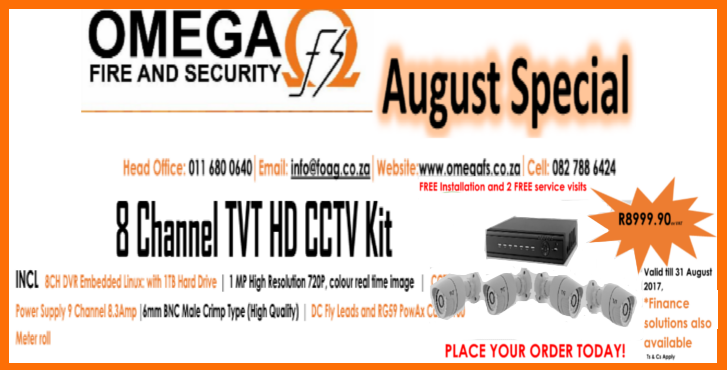 OMEGA
FIRE AND SECURITY
August Special
Head Office: 011 680 0640 | Email: info@foag.co.za | Website: www.omegafs.co.za | Cell: 082 788 6424
FREE Installation and 2 FREE service visits
8 Channel TVT HD CCTV Kit
R8999.90
INCL 8CH DVR Embedded Linux: with 1TB Hard Drive | 1 MP High Resolution 720P, colour real time image |
Power Supply 9 Channel 8.3Amp |6mm BNC Male Crimp Type (High Quality) | DC Fly Leads and RG59 PowAx
Meter roll
Valid till 31 August
2017.
*Finance
solutions also
available
Ts & Cs Apply
PLACE YOUR ORDER TODAY!